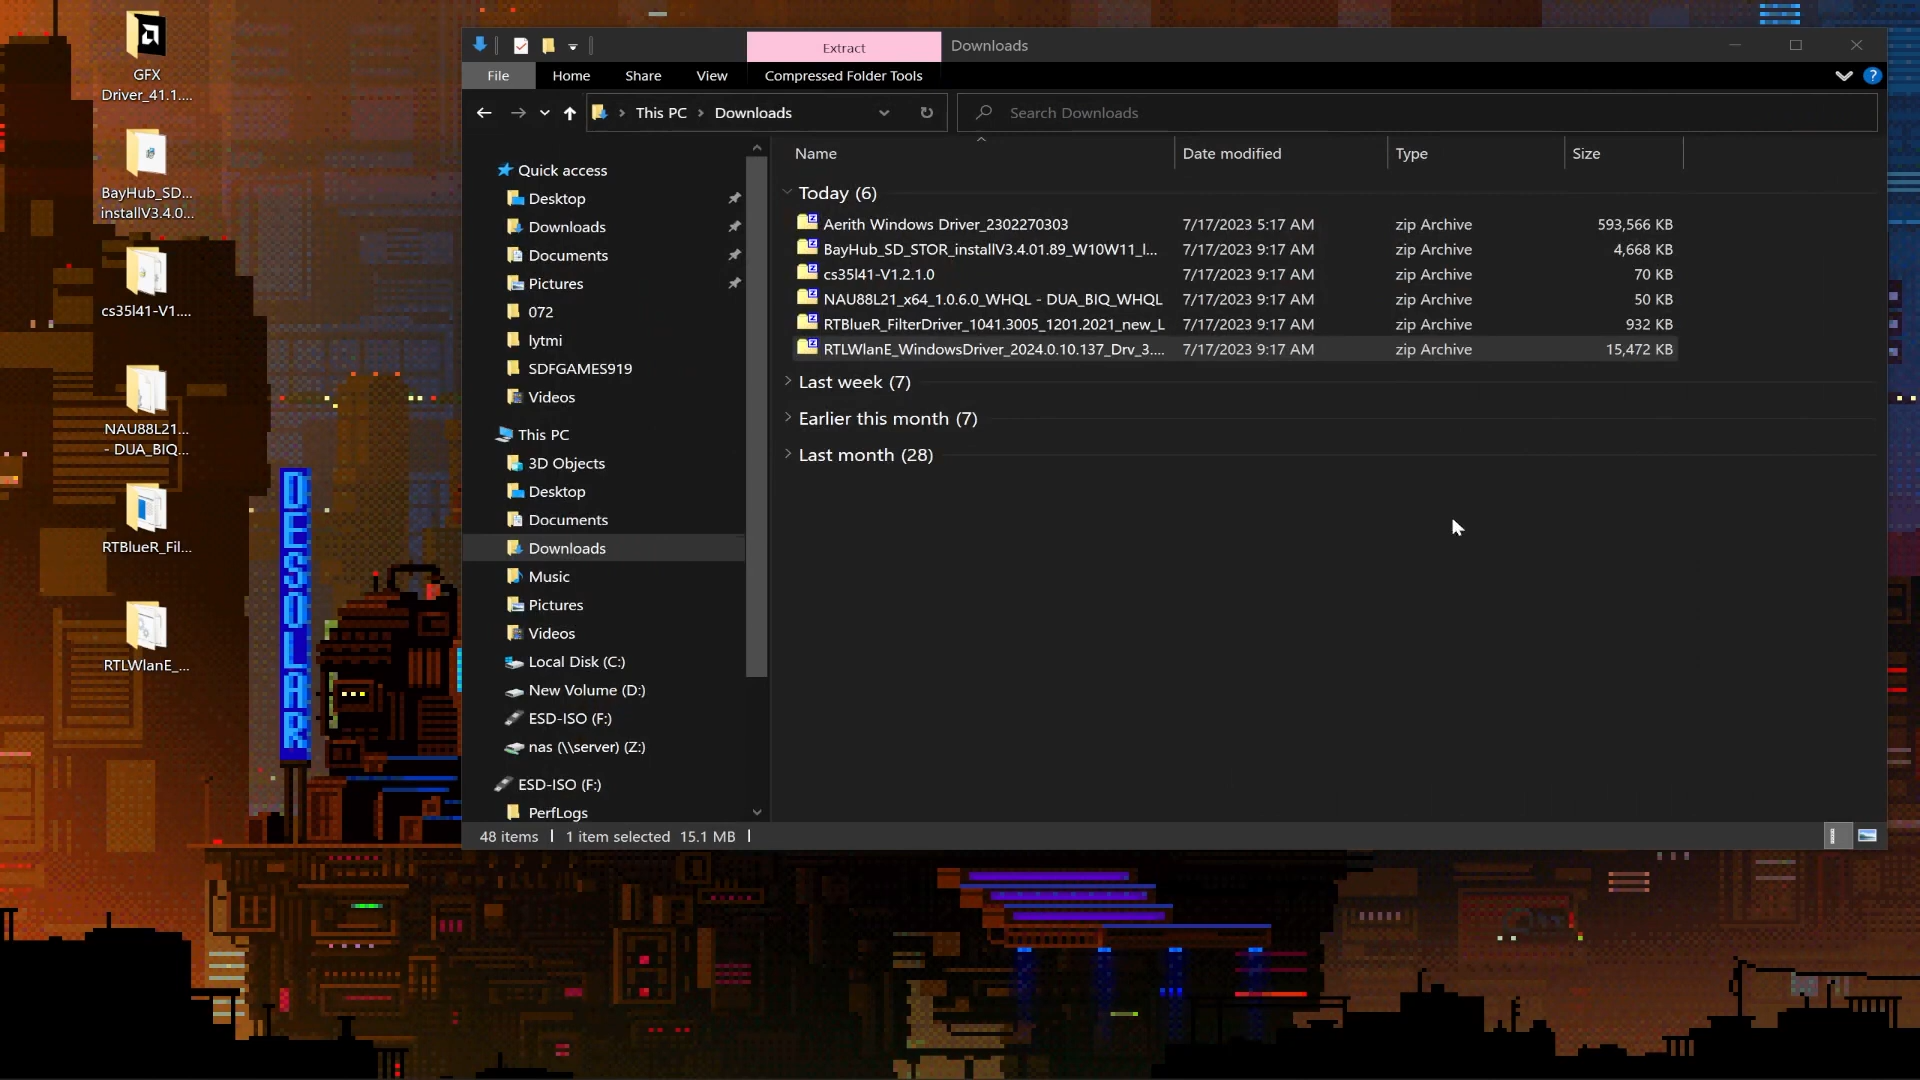 GFX
Driver_41.1....
BayHub_SD...
installV3.4.0...
cs35l41-V1....
NAU88L21...
- DUA_BIQ...
RTBlueR_Fil...
RTLWlanE_...
DESOLAR
Extract
Downloads
File
Home
Share
View
Compressed Folder Tools
?
This PC
Downloads
Search Downloads
Quick access
Desktop
Downloads
Documents
Pictures
072
lytmi
SDFGAMES919
Videos
This PC
3D Objects
Desktop
Documents
Downloads
Music
Pictures
Videos
Local Disk (C:)
New Volume (D:)
ESD-ISO (F:)
nas (\\server) (Z:)
ESD-ISO (F:)
PerfLogs
Name Date modified Type Size
Today (6)
Aerith Windows Driver_2302270303 7/17/2023 5:17 AM zip Archive 593,566 KB
BayHub_SD_STOR_installV3.4.01.89_W10W11_l... 7/17/2023 9:17 AM zip Archive 4,668 KB
cs35l41-V1.2.1.0 7/17/2023 9:17 AM zip Archive 70 KB
NAU88L21_x64_1.0.6.0_WHQL - DUA_BIQ_WHQL 7/17/2023 9:17 AM zip Archive 50 KB
RTBlueR_FilterDriver_1041.3005_1201.2021_new_L 7/17/2023 9:17 AM zip Archive 932 KB
RTLWlanE_WindowsDriver_2024.0.10.137_Drv_3.... 7/17/2023 9:17 AM zip Archive 15,472 KB
Last week (7)
Earlier this month (7)
Last month (28)
48 items
1 item selected 15.1 MB